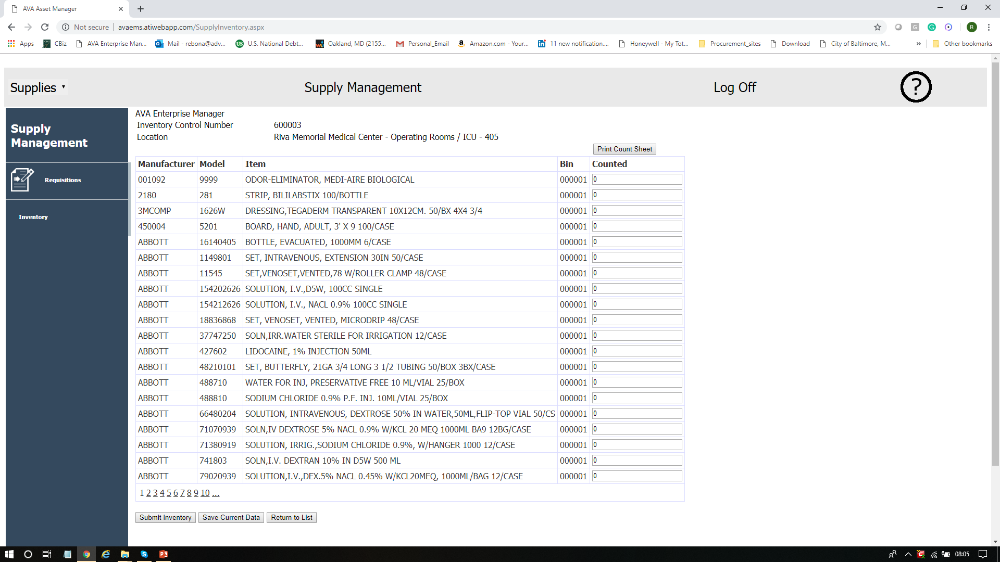 AVA Asset Manager
Not secure | avaems.atiwebapp.com/SupplyInventory.aspx
Apps CBiz AVA Enterprise Man... Mail - rebona@adv... U.S. National Debt... Oakland, MD (2155... Personal_Email Amazon.com - Your... 11 new notification.... Honeywell - My Tot... Procurement_sites Download City of Baltimore, M... » Other bookmarks
Supplies Supply Management Log Off ?
Supply
Management
Requisitions
Inventory
AVA Enterprise Manager
Inventory Control Number 600003
Location Riva Memorial Medical Center - Operating Rooms / ICU - 405
Print Count Sheet
Manufacturer Model Item Bin Counted
001092 9999 ODOR-ELIMINATOR, MEDI-AIRE BIOLOGICAL 000001 0
2180 281 STRIP, BILILABSTIX 100/BOTTLE 000001 0
3MCOMP 1626W DRESSING,TEGADERM TRANSPARENT 10X12CM. 50/BX 4X4 3/4 000001 0
450004 5201 BOARD, HAND, ADULT, 3' X 9 100/CASE 000001 0
ABBOTT 16140405 BOTTLE, EVACUATED, 1000MM 6/CASE 000001 0
ABBOTT 1149801 SET, INTRAVENOUS, EXTENSION 30IN 50/CASE 000001 0
ABBOTT 11545 SET,VENOSET,VENTED,78 W/ROLLER CLAMP 48/CASE 000001 0
ABBOTT 154202626 SOLUTION, I.V.,D5W, 100CC SINGLE 000001 0
ABBOTT 154212626 SOLUTION, I.V., NACL 0.9% 100CC SINGLE 000001 0
ABBOTT 18836868 SET, VENOSET, VENTED, MICRODRIP 48/CASE 000001 0
ABBOTT 37747250 SOLN,IRR.WATER STERILE FOR IRRIGATION 12/CASE 000001 0
ABBOTT 427602 LIDOCAINE, 1% INJECTION 50ML 000001 0
ABBOTT 48210101 SET, BUTTERFLY, 21GA 3/4 LONG 3 1/2 TUBING 50/BOX 3BX/CASE 000001 0
ABBOTT 488710 WATER FOR INJ, PRESERVATIVE FREE 10 ML/VIAL 25/BOX 000001 0
ABBOTT 488810 SODIUM CHLORIDE 0.9% P.F. INJ. 10ML/VIAL 25/BOX 000001 0
ABBOTT 66480204 SOLUTION, INTRAVENOUS, DEXTROSE 50% IN WATER,50ML,FLIP-TOP VIAL 50/CS 000001 0
ABBOTT 71070939 SOLN,IV DEXTROSE 5% NACL 0.9% W/KCL 20 MEQ 1000ML BA9 12BG/CASE 000001 0
ABBOTT 71380919 SOLUTION, IRRIG.,SODIUM CHLORIDE 0.9%, W/HANGER 1000 12/CASE 000001 0
ABBOTT 741803 SOLN,I.V. DEXTRAN 10% IN D5W 500 ML 000001 0
ABBOTT 79020939 SOLUTION,I.V.,DEX.5% NACL 0.45% W/KCL20MEQ, 1000ML/BAG 12/CASE 000001 0
1 2 3 4 5 6 7 8 9 10 ...
Submit Inventory Save Current Data Return to List
08:05